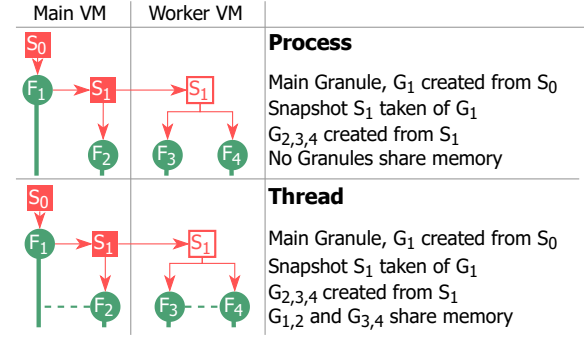 Main VM Worker VM
Process
S0
F1 S1 S1
F2 F3 F4
Main Granule, G1 created from S0
Snapshot S1 taken of G1
G2,3,4 created from S1
No Granules share memory
Thread
S0
F1 S1 S1
F2 F3 F4
Main Granule, G1 created from S0
Snapshot S1 taken of G1
G2,3,4 created from S1
G1,2 and G3,4 share memory